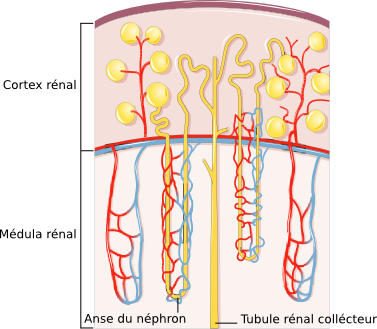 Cortex rénal
Médula rénal
Anse du néphron
Tubule rénal collécteur